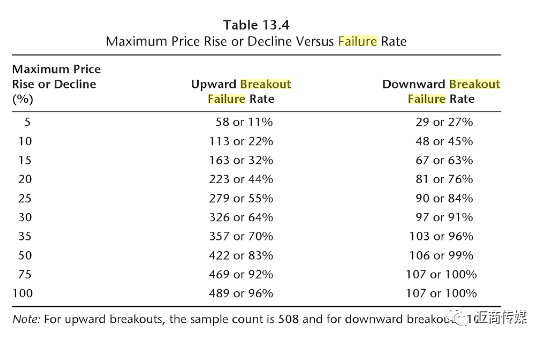 Table 13.4
Maximum Price Rise or Decline Versus Failure Rate
Maximum Price
Rise or Decline Upward Breakout Downward Breakout
(%) Failure Rate Failure Rate
5 58 or 11% 29 or 27%
10 113 or 22% 48 or 45%
15 163 or 32% 67 or 63%
20 223 or 44% 81 or 76%
25 279 or 55% 90 or 84%
30 326 or 64% 97 or 91%
35 357 or 70% 103 or 96%
50 422 or 83% 106 or 99%
75 469 or 92% 107 or 100%
100 489 or 96% 107 or 100%
Note: For upward breakouts, the sample count is 508 and for downward breakout
巨商传媒